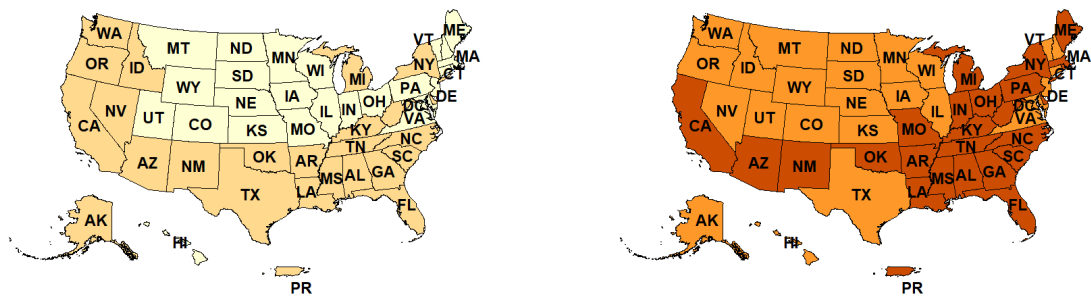 WA
MT
ND
MN
VT
ME
OR
ID
SD
WI
NY
MA
WY
MI
CT
NE
IA
PA
DE
NV
UT
CO
IL
IN
OH
DC
CA
KS
MO
KY
VA
AZ
NM
OK
AR
TN
NC
TX
LA
MS
AL
GA
SC
FL
AK
HI
PR
WA
MT
ND
MN
VT
ME
OR
ID
SD
WI
NY
MA
WY
MI
CT
NE
IA
PA
DE
NV
UT
CO
IL
IN
OH
DC
CA
KS
MO
KY
VA
AZ
NM
OK
AR
TN
NC
TX
LA
MS
AL
GA
SC
FL
AK
HI
PR